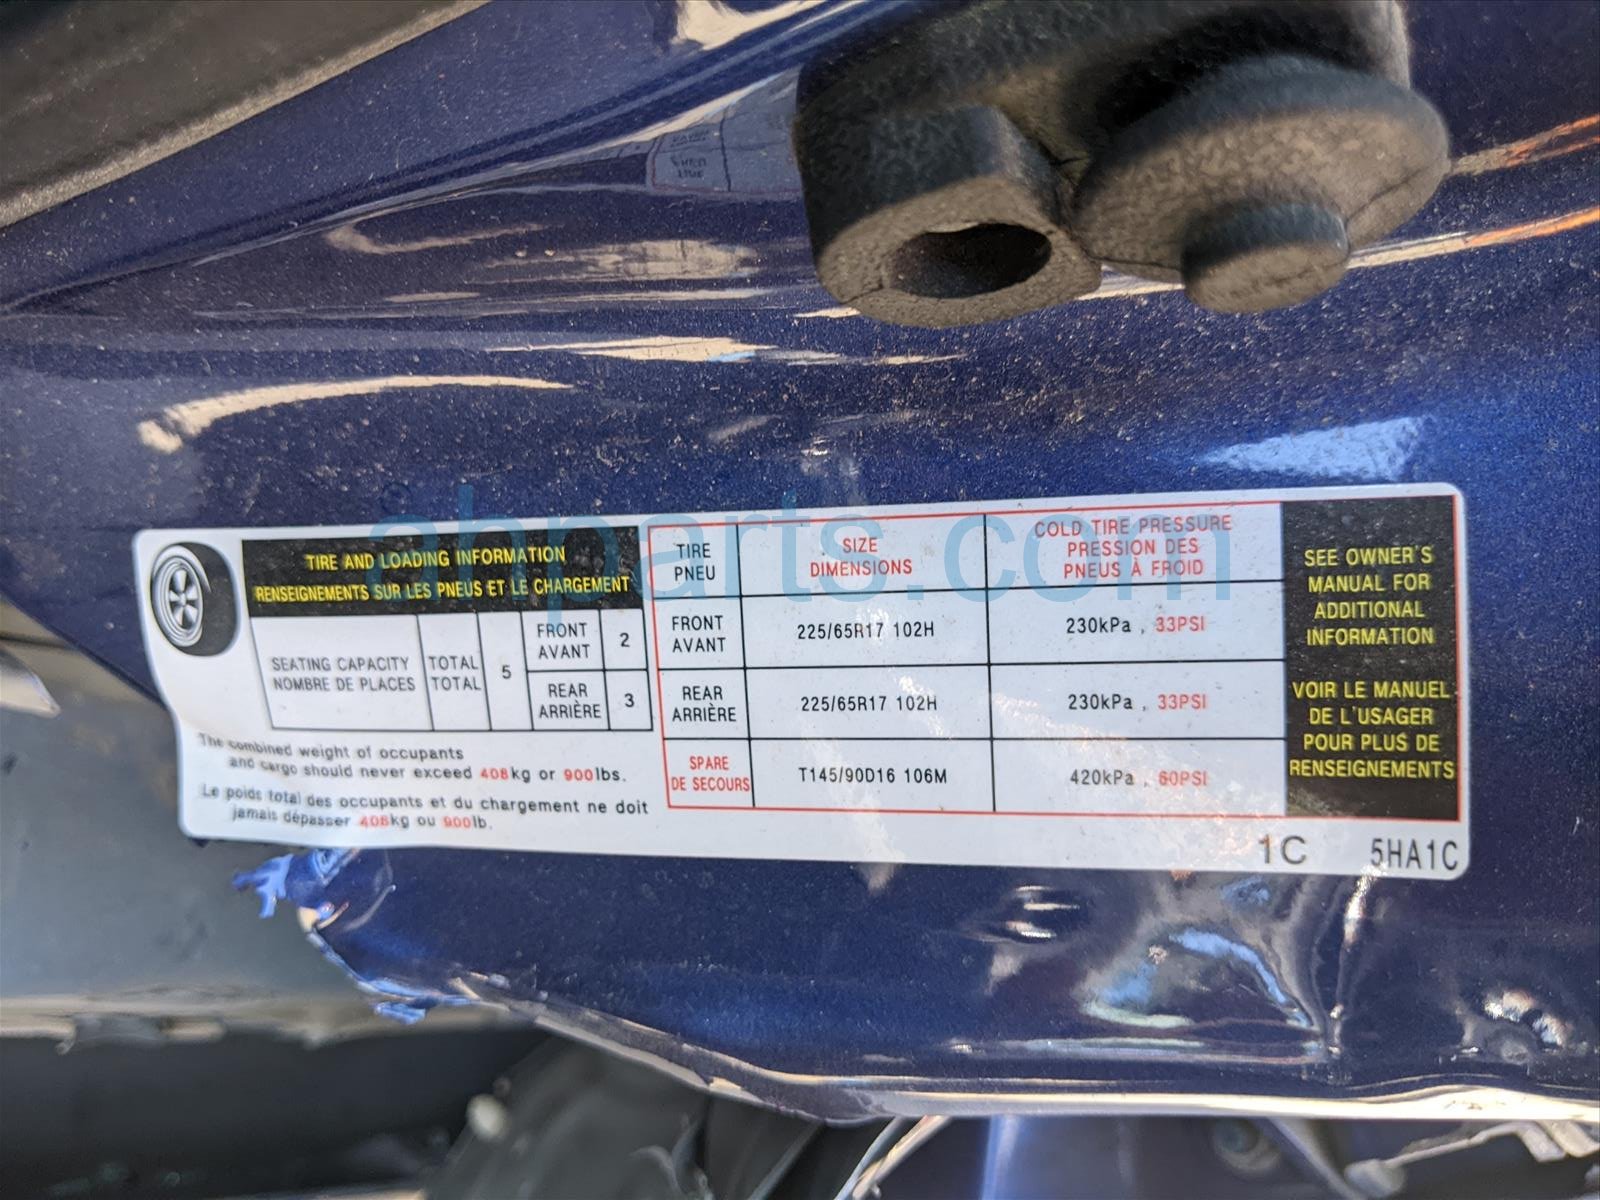 TIRE AND LOADING INFORMATION
RENSEIGNEMENTS SUR LES PNEUS ET LE CHARGEMENT
SEATING CAPACITY
NOMBRE DE PLACES
TOTAL
TOTAL
5
FRONT
AVANT
2
REAR
ARRIÈRE
3
The combined weight of occupants
and cargo should never exceed 408kg or 900lbs.
Le poids total des occupants et du chargement ne doit
jamais dépasser 408kg ou 900lb.
TIRE
PNEU
SIZE
DIMENSIONS
COLD TIRE PRESSURE
PRESSION DES
PNEUS À FROID
FRONT
AVANT
225/65R17 102H
230kPa , 33PSI
REAR
ARRIÈRE
225/65R17 102H
230kPa , 33PSI
SPARE
DE SECOURS
T145/90D16 106M
420kPa , 60PSI
SEE OWNER'S
MANUAL FOR
ADDITIONAL
INFORMATION
VOIR LE MANUEL
DE L'USAGER
POUR PLUS DE
RENSEIGNEMENTS
1C 5HA1C
ahparts.com